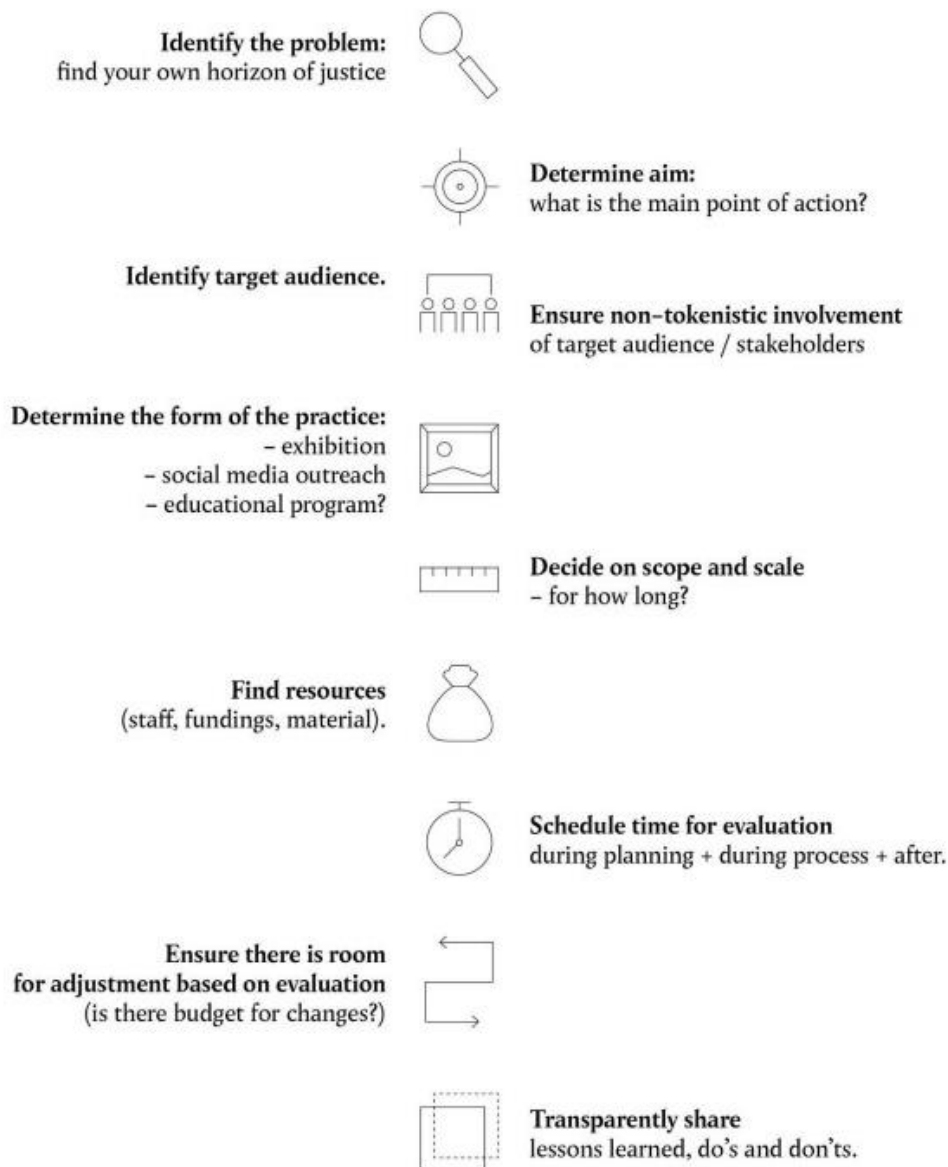 Identify the problem:
find your own horizon of justice
Determine aim:
what is the main point of action?
Identify target audience.
Ensure non-tokenistic involvement
of target audience / stakeholders
Determine the form of the practice:
– exhibition
– social media outreach
– educational program?
Decide on scope and scale
– for how long?
Find resources
(staff, fundings, material).
Schedule time for evaluation
during planning + during process + after.
Ensure there is room
for adjustment based on evaluation
(is there budget for changes?)
Transparently share
lessons learned, do's and don'ts.